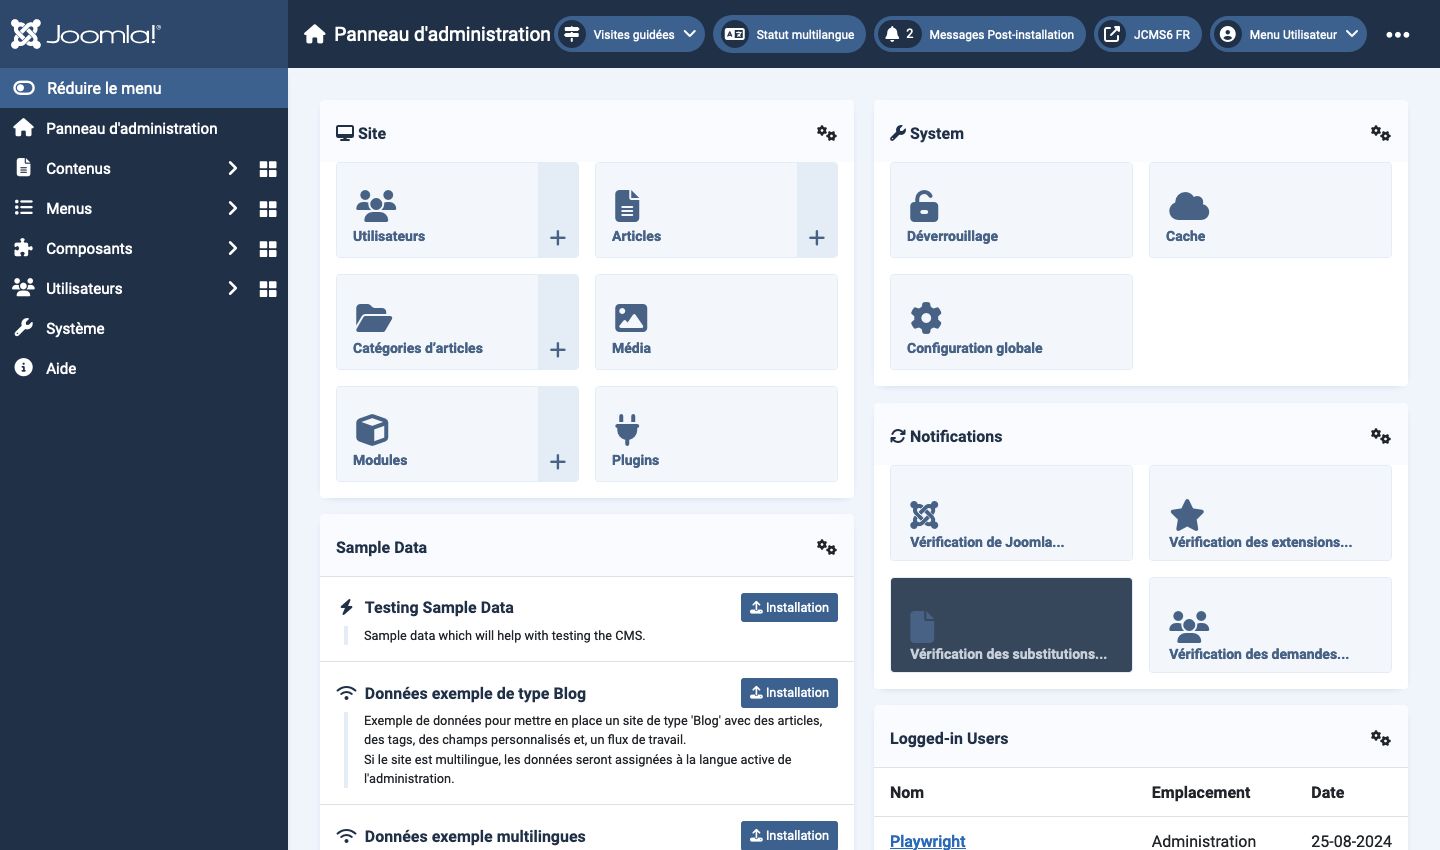 Joomla!®
Panneau d'administration
Visites guidées
Statut multilangue
2 Messages Post-installation
JCMS6 FR
Menu Utilisateur
Réduire le menu
Panneau d'administration
Contenus
Menus
Composants
Utilisateurs
Système
Aide
Site
Utilisateurs
Articles
Catégories d’articles
Média
Modules
Plugins
Sample Data
Testing Sample Data
Installation
Sample data which will help with testing the CMS.
Données exemple de type Blog
Installation
Exemple de données pour mettre en place un site de type 'Blog' avec des articles,
des tags, des champs personnalisés et, un flux de travail.
Si le site est multilingue, les données seront assignées à la langue active de
l'administration.
Données exemple multilingues
Installation
System
Déverrouillage
Cache
Configuration globale
Notifications
Vérification de Joomla...
Vérification des extensions...
Vérification des substitutions...
Vérification des demandes...
Logged-in Users
Nom Emplacement Date
Playwright Administration 25-08-2024